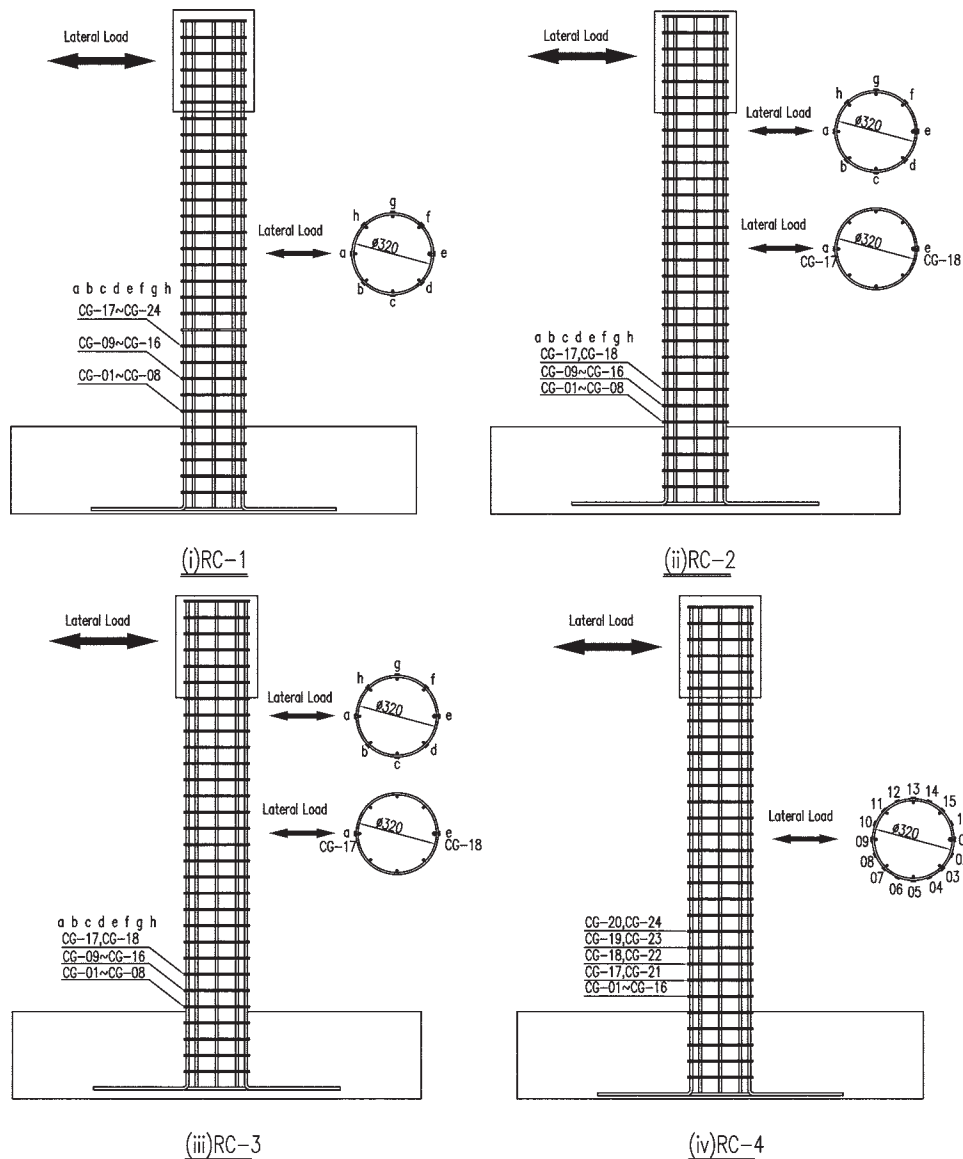 Lateral Load
g
h f
Lateral Load
Ø320
a e
b d
c
a b c d e f g h
CG-17~CG-24
CG-09~CG-16
CG-01~CG-08
(i)RC-1
Lateral Load
g
h f
Lateral Load
Ø320
a e
b d
c
Lateral Load
Ø320
a e
CG-17 CG-18
a b c d e f g h
CG-17,CG-18
CG-09~CG-16
CG-01~CG-08
(ii)RC-2
Lateral Load
g
h f
Lateral Load
Ø320
a e
b d
c
Lateral Load
Ø320
a e
CG-17 CG-18
a b c d e f g h
CG-17,CG-18
CG-09~CG-16
CG-01~CG-08
(iii)RC-3
Lateral Load
12 13 14
11 15
Lateral Load
10
Ø320
09
08
07 03
06 05 04
CG-20,CG-24
CG-19,CG-23
CG-18,CG-22
CG-17,CG-21
CG-01~CG-16
(iv)RC-4